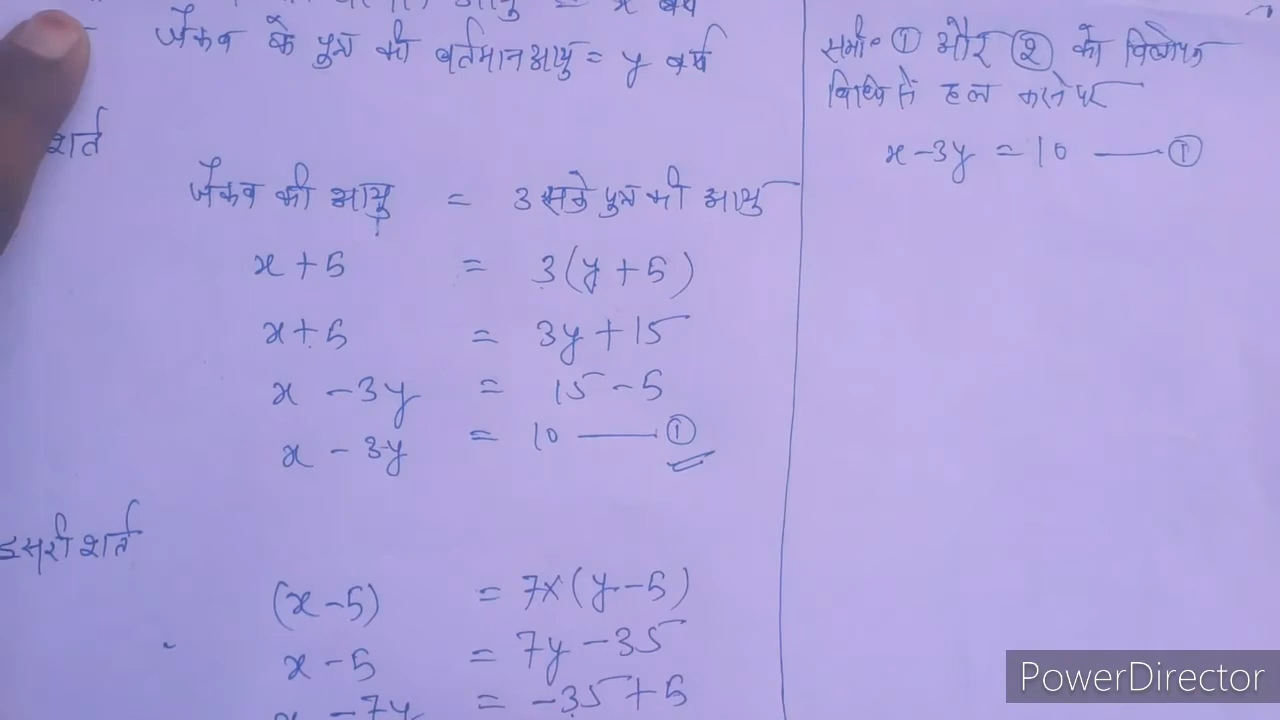 x वर्ष
जैकब के पुत्र की वर्तमान आयु = y वर्ष
शर्त
जैकब की आयु = 3 उसके पुत्र की आयु
x + 5 = 3(y + 5)
x + 5 = 3y + 15
x - 3y = 15 - 5
x - 3y = 10 —— ①
दूसरी शर्त
(x - 5) = 7×(y - 5)
x - 5 = 7y - 35
x - 7y = -35 + 5
समी० ① और ② को विलोपन
विधि से हल करने पर
x - 3y = 10 —— ①
PowerDirector